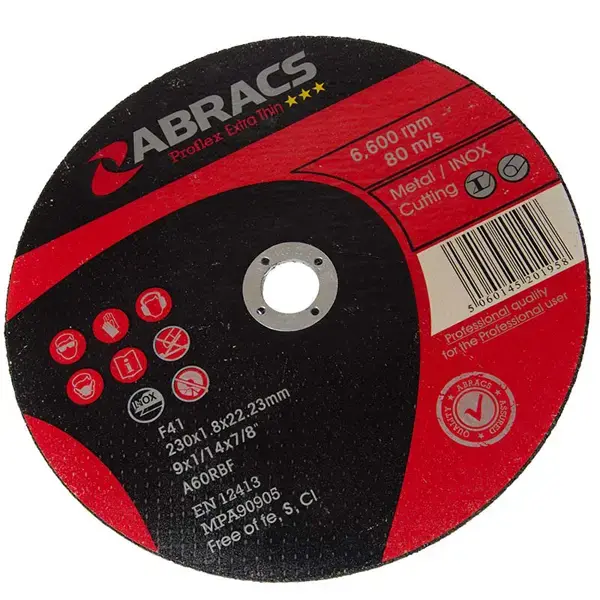 ABRACS
Proflex Extra Thin
6,600 rpm
80 m/s
Metal / INOX
Cutting
5 060145 201958
Professional quality
for the Professional user
ABRACS
QUALITY ASSURED
INOX
F41
230x1.8x22.23mm
9x1/14x7/8"
A60RBF
EN 12413
MPA90905
Free of fe, S, Cl